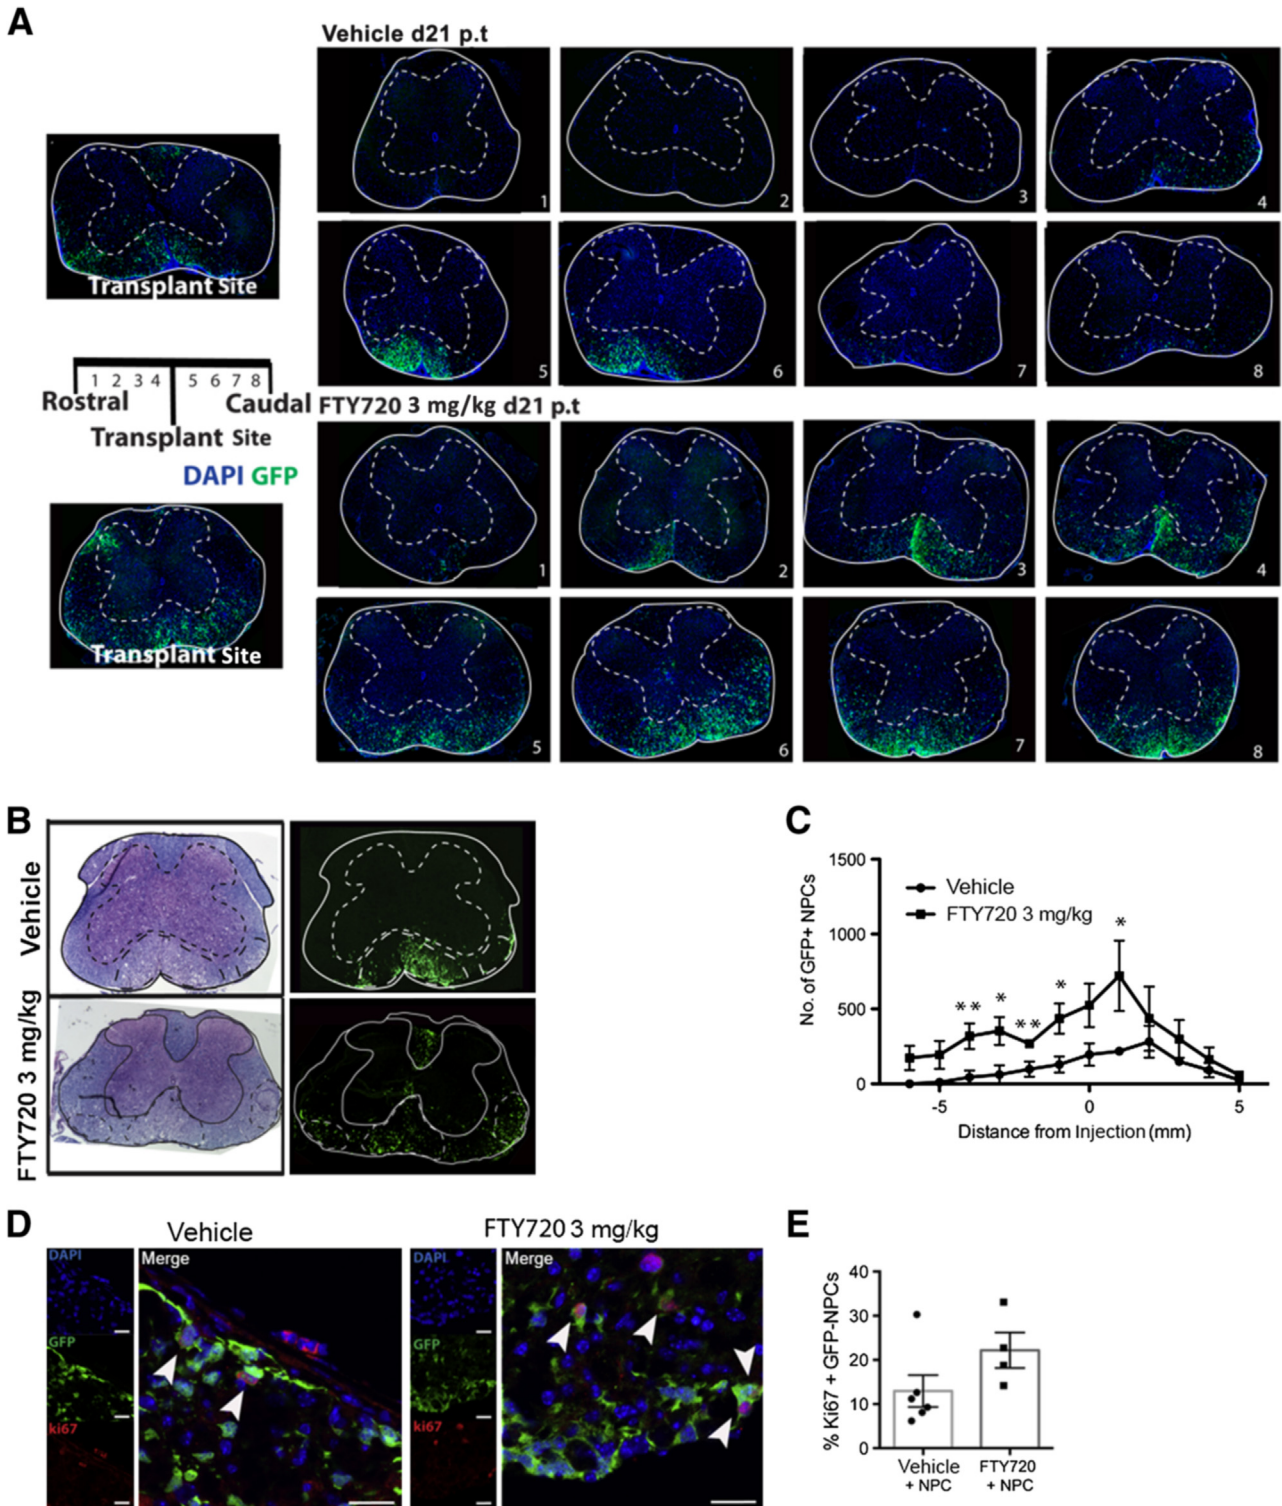 A
Vehicle d21 p.t
1
2
3
4
Transplant Site
5
6
7
8
1 2 3 4 5 6 7 8
Rostral
Caudal
Transplant Site
DAPI GFP
FTY720 3 mg/kg d21 p.t
1
2
3
4
Transplant Site
5
6
7
8
B
Vehicle
FTY720 3 mg/kg
C
1500
1000
500
0
No. of GFP+ NPCs
Vehicle
FTY720 3 mg/kg
** * ** * *
-5 0 5
Distance from Injection (mm)
D
Vehicle
DAPI
GFP
ki67
Merge
FTY720 3 mg/kg
DAPI
GFP
ki67
Merge
E
40
30
20
10
0
% Ki67 + GFP-NPCs
Vehicle
+ NPC
FTY720
+ NPC